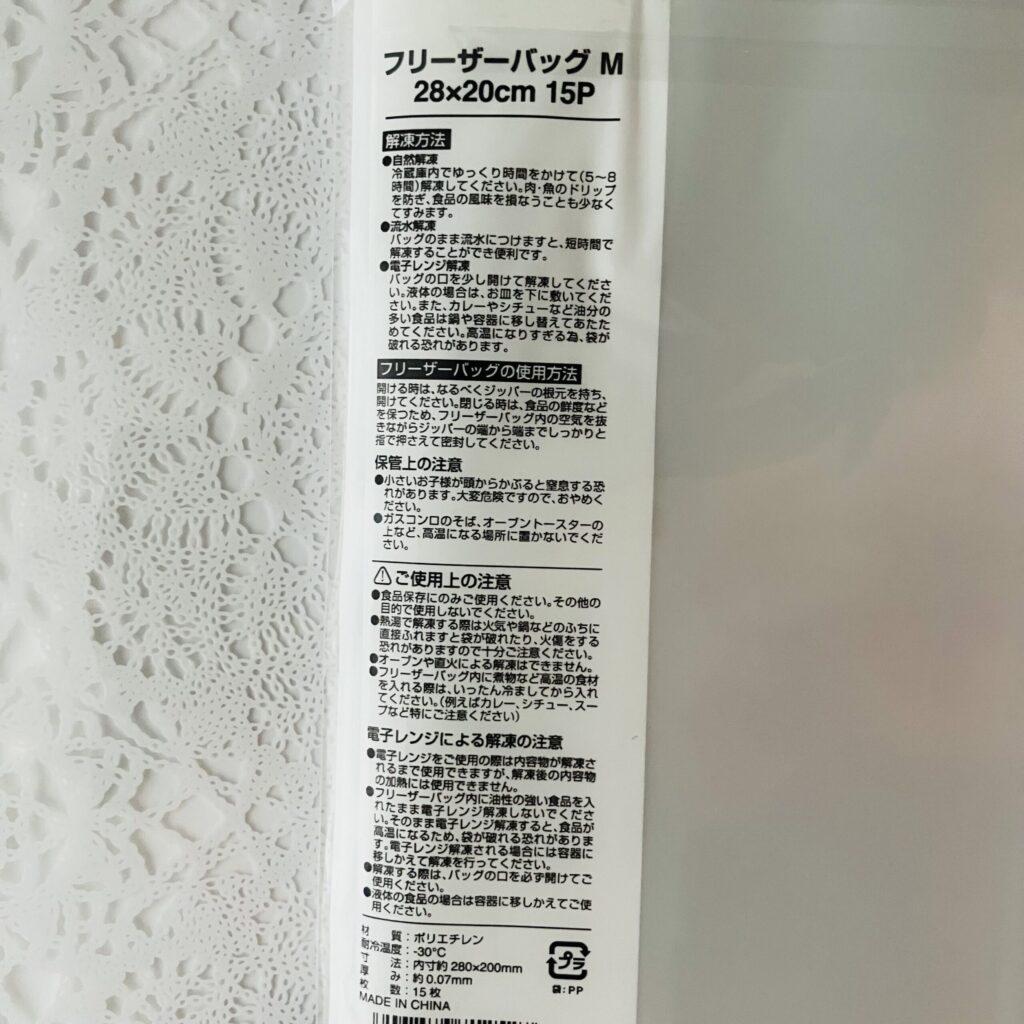 フリーザーバッグ M
28×20cm 15P
解凍方法
●自然解凍
冷蔵庫内でゆっくり時間をかけて(5〜8
時間)解凍してください。肉・魚のドリップ
を防ぎ、食品の風味を損なうことも少なく
てすみます。
●流水解凍
バッグのまま流水につけますと、短時間で
解凍することができ便利です。
●電子レンジ解凍
バッグの口を少し開けて解凍してくださ
い。液体の場合は、お皿を下に敷いてくだ
さい。また、カレーやシチューなど油分の
多い食品は鍋や容器に移し替えてあたた
めてください。高温になりすぎる為、袋が
破れる恐れがあります。
フリーザーバッグの使用方法
開ける時は、なるべくジッパーの根元を持ち、
開けてください。閉じる時は、食品の鮮度など
を保つため、フリーザーバッグ内の空気を抜
きながらジッパーの端から端までしっかりと
指で押さえて密封してください。
保管上の注意
●小さいお子様が頭からかぶると窒息する恐
れがあります。大変危険ですので、おやめく
ださい。
●ガスコンロのそば、オーブントースターの
上など、高温になる場所に置かないでくだ
さい。
⚠ご使用上の注意
●食品保存にのみご使用ください。その他の
目的で使用しないでください。
●熱湯で解凍する際は火気や鍋などのふちに
直接ふれますと袋が破れたり、火傷をする
恐れがありますので十分ご注意ください。
●オーブンや直火による解凍はできません。
●フリーザーバッグ内に煮物など高温の食材
を入れる際は、いったん冷ましてから入れ
てください。(例えばカレー、シチュー、スー
プなど特にご注意ください)
電子レンジによる解凍の注意
●電子レンジをご使用の際は内容物が解凍さ
れるまで使用できますが、解凍後の内容物
の加熱には使用できません。
●フリーザーバッグ内に油性の強い食品を入
れたまま電子レンジ解凍しないでくださ
い。そのまま電子レンジ解凍すると、食品が
高温になるため、袋が破れる恐れがありま
す。電子レンジ解凍される場合には容器に
移しかえて解凍を行ってください。
●解凍する際は、バッグの口を必ず開けてご
使用ください。
●液体の食品の場合は容器に移しかえてご使
用ください。
材質:ポリエチレン
耐冷温度:-30℃
寸法:内寸約280×200mm
厚み:約0.07mm
枚数:15枚
MADE IN CHINA
プラ
袋:PP